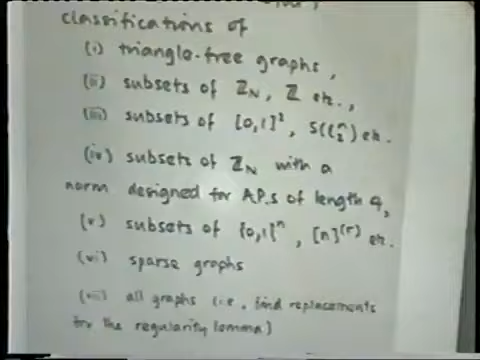 classifications of
(i) triangle-free graphs,
(ii) subsets of ℤ_N, ℤ etc.,
(iii) subsets of [0,1]², etc.
(iv) subsets of ℤ_N with a
norm designed for A.P.s of length 4,
(v) subsets of {0,1}ⁿ, [n]^(r) etc.
(vi) sparse graphs
(vii) all graphs (i.e., find replacements
for the regularity lemma)